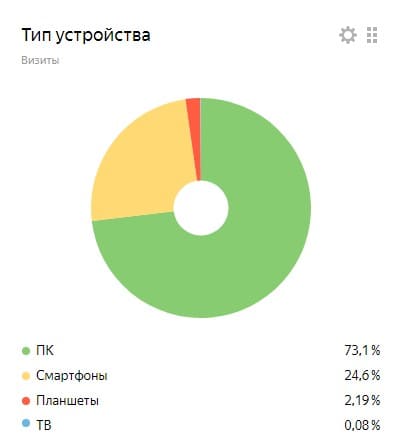 Тип устройства
Визиты
ПК 73,1 %
Смартфоны 24,6 %
Планшеты 2,19 %
ТВ 0,08 %